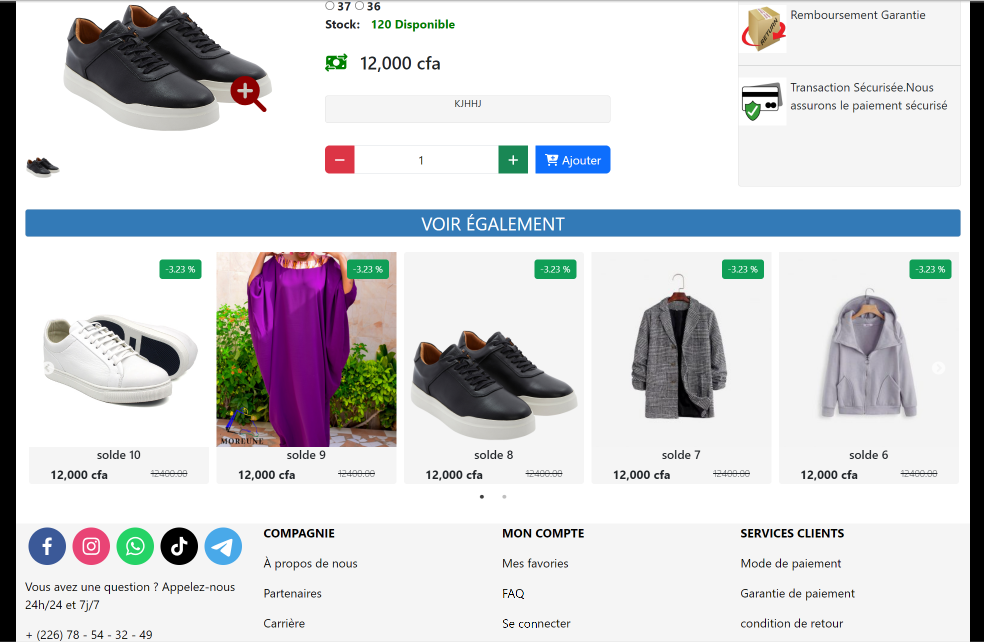 37 36
Stock: 120 Disponible
12,000 cfa
KJHHJ
1
Ajouter
RETURN
Remboursement Garantie
Transaction Sécurisée.Nous
assurons le paiement sécurisé
VOIR ÉGALEMENT
-3.23 %
-3.23 %
-3.23 %
-3.23 %
-3.23 %
MOREUNE
solde 10
solde 9
solde 8
solde 7
solde 6
12,000 cfa 12400.00
12,000 cfa 12400.00
12,000 cfa 12400.00
12,000 cfa 12400.00
12,000 cfa 12400.00
Vous avez une question ? Appelez-nous
24h/24 et 7j/7
+ (226) 78 - 54 - 32 - 49
COMPAGNIE
À propos de nous
Partenaires
Carrière
MON COMPTE
Mes favories
FAQ
Se connecter
SERVICES CLIENTS
Mode de paiement
Garantie de paiement
condition de retour